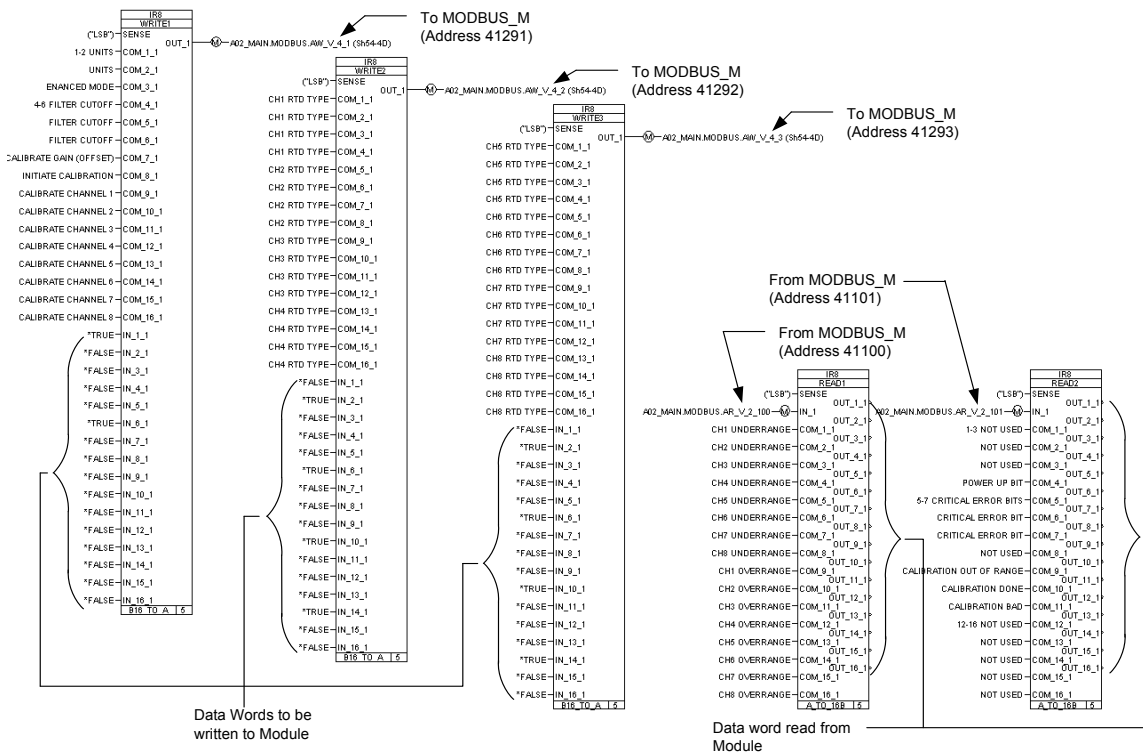 IR8
WRITE1
("LSB") SENSE
OUT_1 M A02_MAIN.MODBUS.AW_V_4_1 (Sh54-4D)
1-2 UNITS COM_1_1
UNITS COM_2_1
ENANCED MODE COM_3_1
4-6 FILTER CUTOFF COM_4_1
FILTER CUTOFF COM_5_1
FILTER CUTOFF COM_6_1
CALIBRATE GAIN (OFFSET) COM_7_1
INITIATE CALIBRATION COM_8_1
CALIBRATE CHANNEL 1 COM_9_1
CALIBRATE CHANNEL 2 COM_10_1
CALIBRATE CHANNEL 3 COM_11_1
CALIBRATE CHANNEL 4 COM_12_1
CALIBRATE CHANNEL 5 COM_13_1
CALIBRATE CHANNEL 6 COM_14_1
CALIBRATE CHANNEL 7 COM_15_1
CALIBRATE CHANNEL 8 COM_16_1
*TRUE IN_1_1
*FALSE IN_2_1
*FALSE IN_3_1
*FALSE IN_4_1
*FALSE IN_5_1
*TRUE IN_6_1
*FALSE IN_7_1
*FALSE IN_8_1
*FALSE IN_9_1
*FALSE IN_10_1
*FALSE IN_11_1
*FALSE IN_12_1
*FALSE IN_13_1
*FALSE IN_14_1
*FALSE IN_15_1
*FALSE IN_16_1
B16_TO_A 5
To MODBUS_M
(Address 41291)
IR8
WRITE2
("LSB") SENSE
OUT_1 M A02_MAIN.MODBUS.AW_V_4_2 (Sh54-4D)
CH1 RTD TYPE COM_1_1
CH1 RTD TYPE COM_2_1
CH1 RTD TYPE COM_3_1
CH1 RTD TYPE COM_4_1
CH2 RTD TYPE COM_5_1
CH2 RTD TYPE COM_6_1
CH2 RTD TYPE COM_7_1
CH2 RTD TYPE COM_8_1
CH3 RTD TYPE COM_9_1
CH3 RTD TYPE COM_10_1
CH3 RTD TYPE COM_11_1
CH3 RTD TYPE COM_12_1
CH4 RTD TYPE COM_13_1
CH4 RTD TYPE COM_14_1
CH4 RTD TYPE COM_15_1
CH4 RTD TYPE COM_16_1
*FALSE IN_1_1
*TRUE IN_2_1
*FALSE IN_3_1
*FALSE IN_4_1
*FALSE IN_5_1
*TRUE IN_6_1
*FALSE IN_7_1
*FALSE IN_8_1
*FALSE IN_9_1
*TRUE IN_10_1
*FALSE IN_11_1
*FALSE IN_12_1
*FALSE IN_13_1
*TRUE IN_14_1
*FALSE IN_15_1
*FALSE IN_16_1
B16_TO_A 5
To MODBUS_M
(Address 41292)
IR8
WRITE3
("LSB") SENSE
OUT_1 M A02_MAIN.MODBUS.AW_V_4_3 (Sh54-4D)
CH5 RTD TYPE COM_1_1
CH5 RTD TYPE COM_2_1
CH5 RTD TYPE COM_3_1
CH5 RTD TYPE COM_4_1
CH6 RTD TYPE COM_5_1
CH6 RTD TYPE COM_6_1
CH6 RTD TYPE COM_7_1
CH6 RTD TYPE COM_8_1
CH7 RTD TYPE COM_9_1
CH7 RTD TYPE COM_10_1
CH7 RTD TYPE COM_11_1
CH7 RTD TYPE COM_12_1
CH8 RTD TYPE COM_13_1
CH8 RTD TYPE COM_14_1
CH8 RTD TYPE COM_15_1
CH8 RTD TYPE COM_16_1
*FALSE IN_1_1
*TRUE IN_2_1
*FALSE IN_3_1
*FALSE IN_4_1
*FALSE IN_5_1
*TRUE IN_6_1
*FALSE IN_7_1
*FALSE IN_8_1
*FALSE IN_9_1
*TRUE IN_10_1
*FALSE IN_11_1
*FALSE IN_12_1
*FALSE IN_13_1
*TRUE IN_14_1
*FALSE IN_15_1
*FALSE IN_16_1
B16_TO_A 5
To MODBUS_M
(Address 41293)
Data Words to be
written to Module
From MODBUS_M
(Address 41101)
From MODBUS_M
(Address 41100)
IR8
READ1
("LSB") SENSE
OUT_1_1
A02_MAIN.MODBUS.AR_V_2_100 M IN_1
OUT_2_1
CH1 UNDERRANGE COM_1_1
OUT_3_1
CH2 UNDERRANGE COM_2_1
OUT_4_1
CH3 UNDERRANGE COM_3_1
OUT_5_1
CH4 UNDERRANGE COM_4_1
OUT_6_1
CH5 UNDERRANGE COM_5_1
OUT_7_1
CH6 UNDERRANGE COM_6_1
OUT_8_1
CH7 UNDERRANGE COM_7_1
OUT_9_1
CH8 UNDERRANGE COM_8_1
OUT_10_1
CH1 OVERRANGE COM_9_1
OUT_11_1
CH2 OVERRANGE COM_10_1
OUT_12_1
CH3 OVERRANGE COM_11_1
OUT_13_1
CH4 OVERRANGE COM_12_1
OUT_14_1
CH5 OVERRANGE COM_13_1
OUT_15_1
CH6 OVERRANGE COM_14_1
OUT_16_1
CH7 OVERRANGE COM_15_1
CH8 OVERRANGE COM_16_1
A_TO_16B 5
IR8
READ2
("LSB") SENSE
OUT_1_1
A02_MAIN.MODBUS.AR_V_2_101 M IN_1
OUT_2_1
1-3 NOT USED COM_1_1
OUT_3_1
NOT USED COM_2_1
OUT_4_1
NOT USED COM_3_1
OUT_5_1
POWER UP BIT COM_4_1
OUT_6_1
5-7 CRITICAL ERROR BITS COM_5_1
OUT_7_1
CRITICAL ERROR BIT COM_6_1
OUT_8_1
CRITICAL ERROR BIT COM_7_1
OUT_9_1
NOT USED COM_8_1
OUT_10_1
CALIBRATION OUT OF RANGE COM_9_1
OUT_11_1
CALIBRATION DONE COM_10_1
OUT_12_1
CALIBRATION BAD COM_11_1
OUT_13_1
12-16 NOT USED COM_12_1
OUT_14_1
NOT USED COM_13_1
OUT_15_1
NOT USED COM_14_1
OUT_16_1
NOT USED COM_15_1
NOT USED COM_16_1
A_TO_16B 5
Data word read from
Module